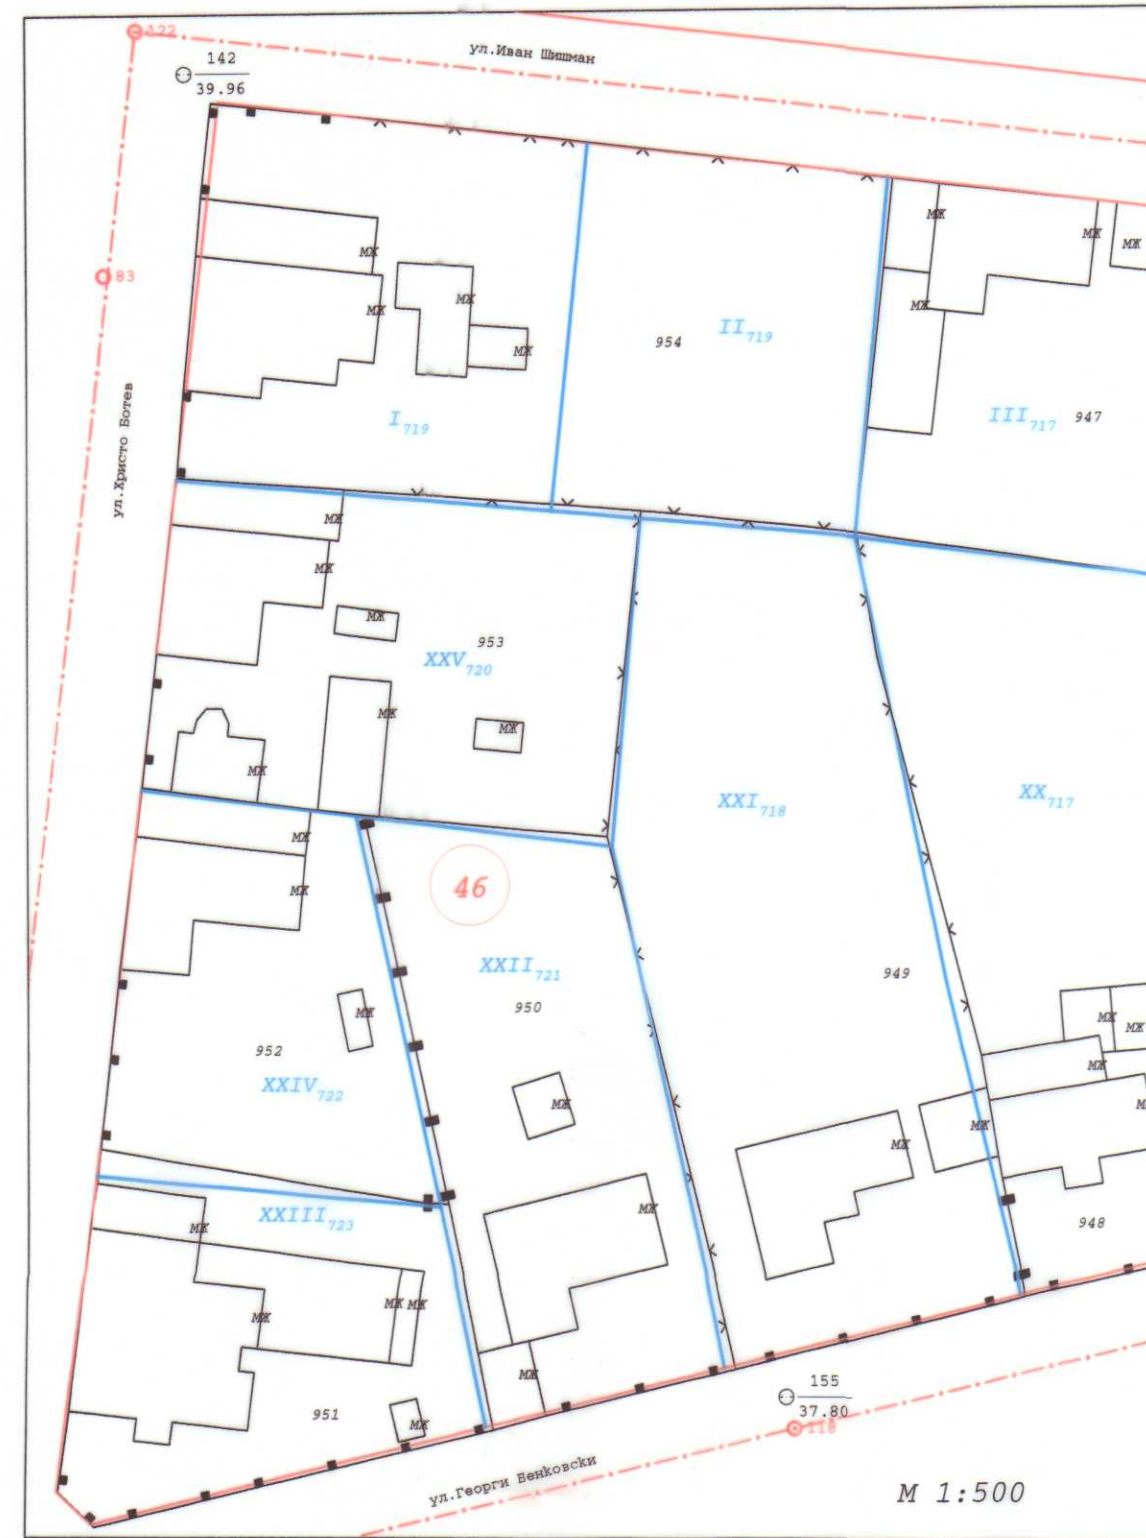 122
ул.Иван Шишман
142
39.96
83
МЖ
МЖ
МЖ
МЖ
МЖ
МЖ
МЖ
МЖ
954
II719
I719
III717 947
ул.Христо Ботев
МЖ
МЖ
МЖ
953
XXV720
МЖ
МЖ
МЖ
XXI718
XX717
МЖ
МЖ
46
XXII721
950
949
МЖ
952
XXIV722
МЖ
МЖ
МЖ
МЖ
МЖ
МЖ
XXIII723
МЖ
МЖ
948
МЖ МЖ
МЖ
МЖ
951
МЖ
155
37.80
118
ул.Георги Бенковски
М 1:500